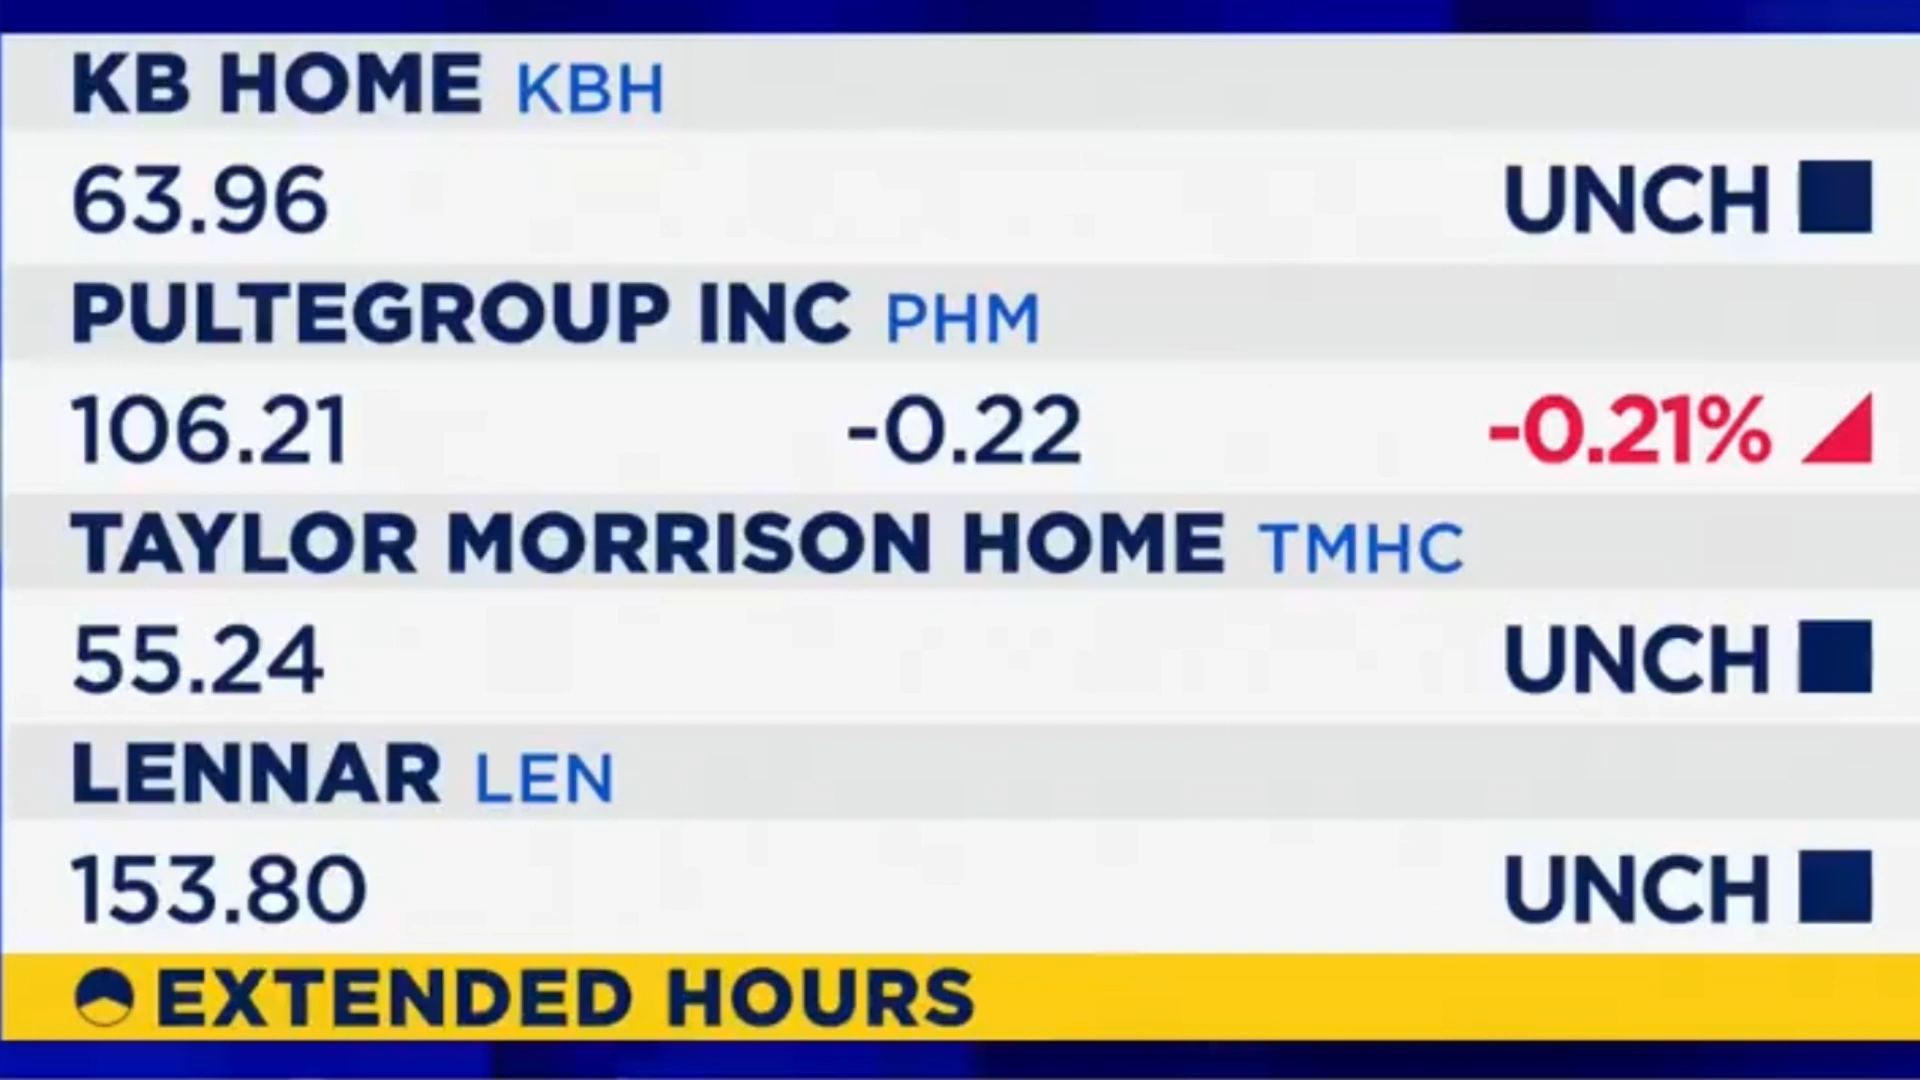 KB HOME KBH
63.96 UNCH
PULTEGROUP INC PHM
106.21 -0.22 -0.21%
TAYLOR MORRISON HOME TMHC
55.24 UNCH
LENNAR LEN
153.80 UNCH
EXTENDED HOURS